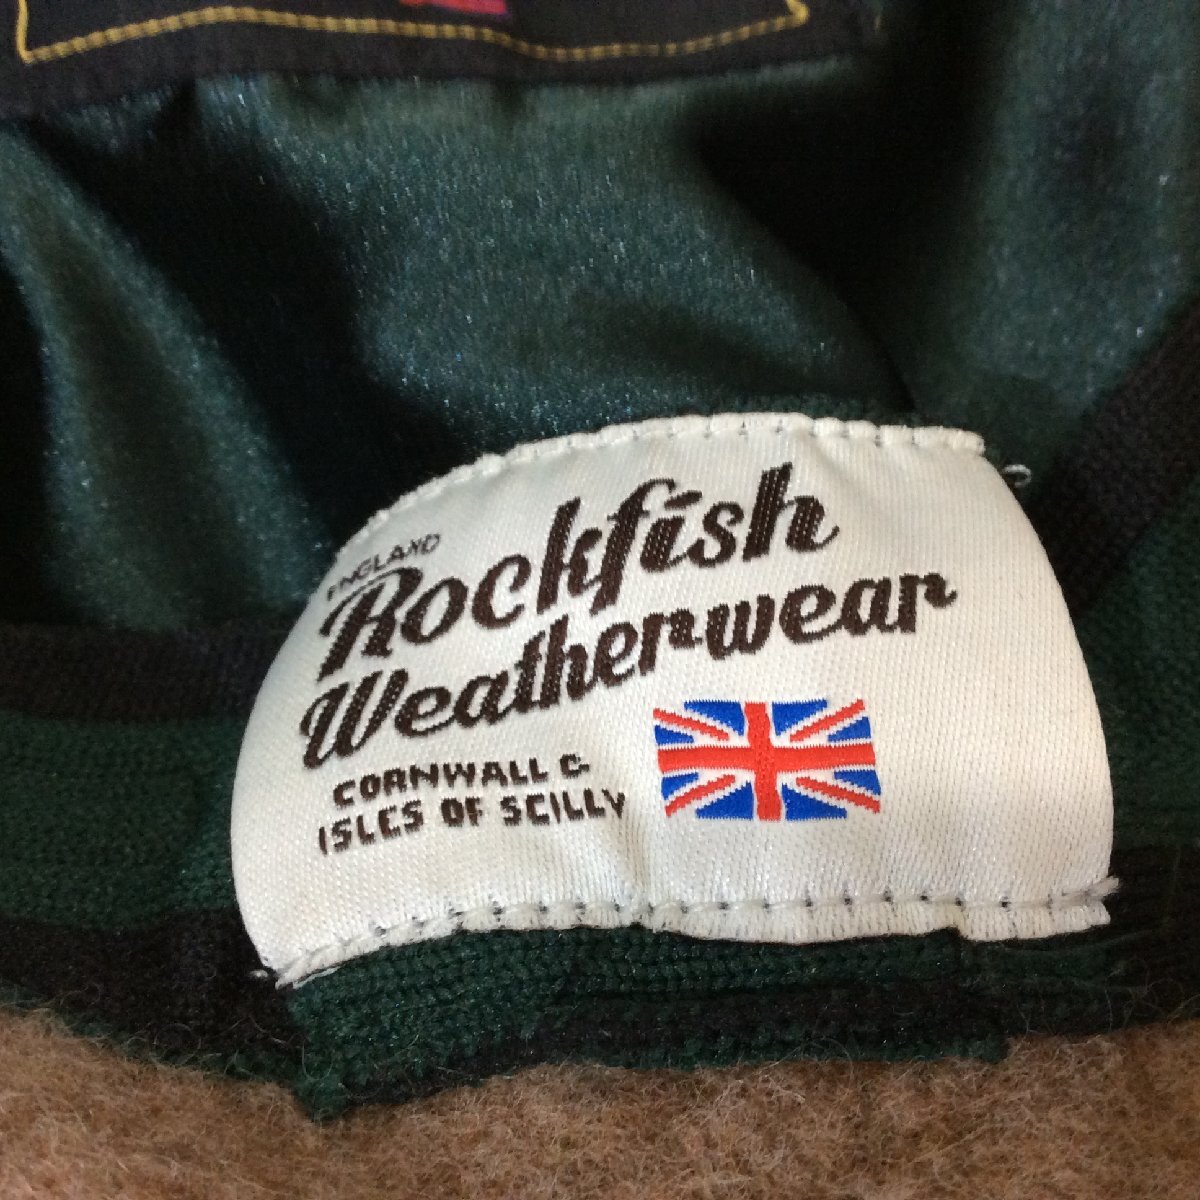 ENGLAND
Rockfish
Weatherwear
CORNWALL &
ISLES OF SCILLY